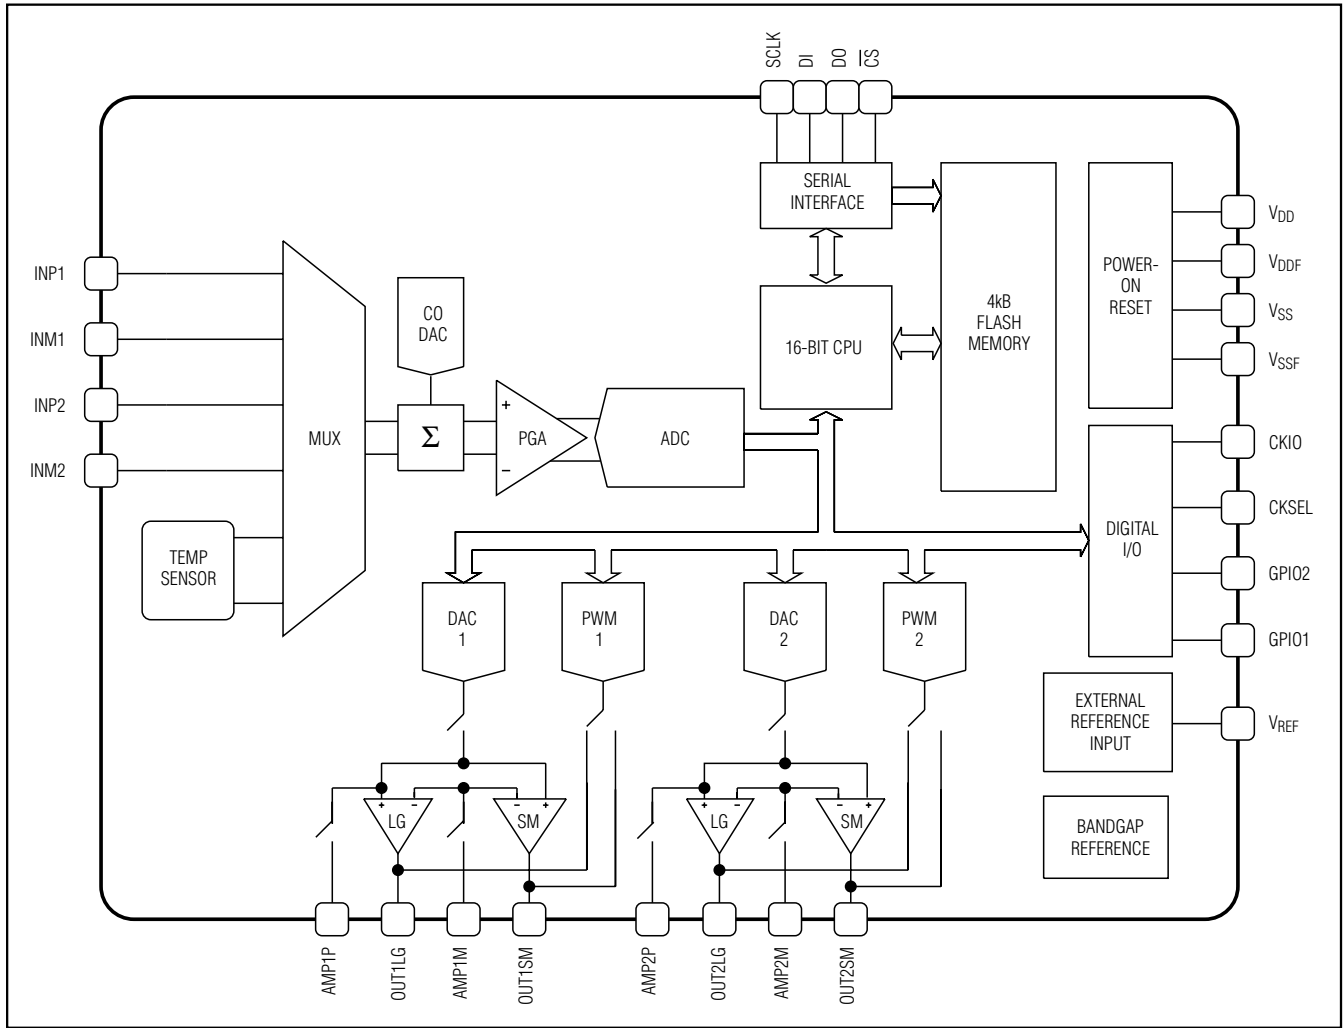 SCLK
DI
DO
CS
SERIAL
INTERFACE
4kB
FLASH
MEMORY
POWER-
ON
RESET
VDD
VDDF
VSS
VSSF
INP1
INM1
INP2
INM2
MUX
CO
DAC
Σ
+
PGA
−
ADC
16-BIT CPU
TEMP
SENSOR
DIGITAL
I/O
CKIO
CKSEL
GPIO2
GPIO1
DAC
1
PWM
1
DAC
2
PWM
2
EXTERNAL
REFERENCE
INPUT
VREF
BANDGAP
REFERENCE
+ −
LG
− +
SM
+ −
LG
− +
SM
AMP1P
OUT1LG
AMP1M
OUT1SM
AMP2P
OUT2LG
AMP2M
OUT2SM